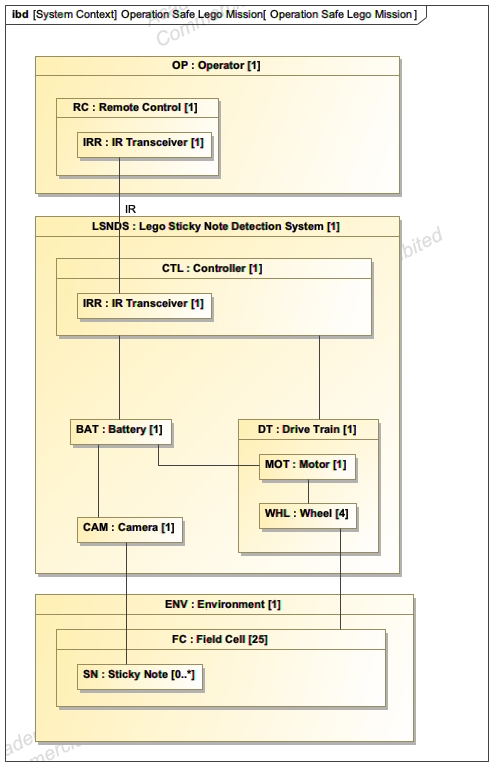 ibd [System Context] Operation Safe Lego Mission[ Operation Safe Lego Mission ]
OP : Operator [1]
RC : Remote Control [1]
IRR : IR Transceiver [1]
IR
LSNDS : Lego Sticky Note Detection System [1]
CTL : Controller [1]
IRR : IR Transceiver [1]
BAT : Battery [1]
DT : Drive Train [1]
MOT : Motor [1]
WHL : Wheel [4]
CAM : Camera [1]
ENV : Environment [1]
FC : Field Cell [25]
SN : Sticky Note [0..*]